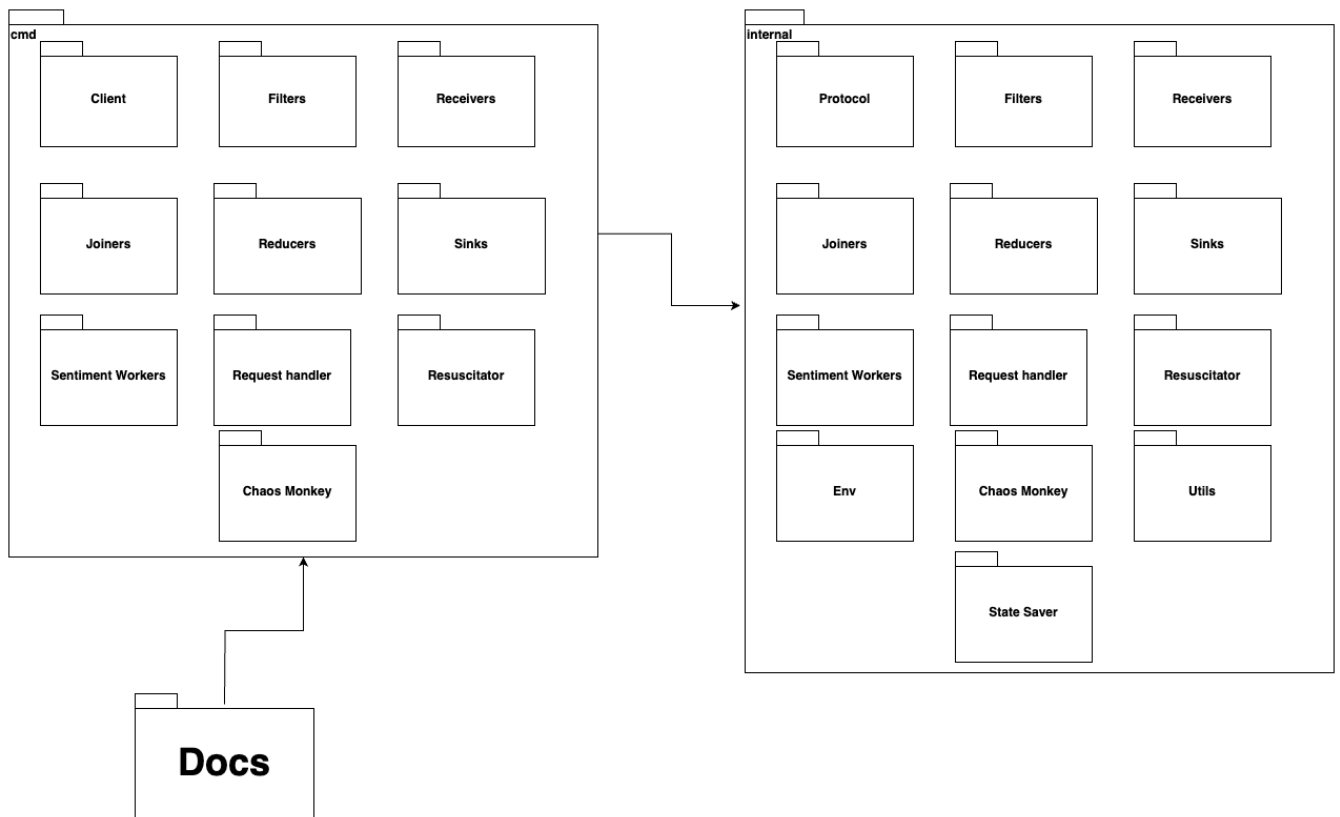 cmd
Client
Filters
Receivers
Joiners
Reducers
Sinks
Sentiment Workers
Request handler
Resuscitator
Chaos Monkey
internal
Protocol
Filters
Receivers
Joiners
Reducers
Sinks
Sentiment Workers
Request handler
Resuscitator
Env
Chaos Monkey
Utils
State Saver
Docs